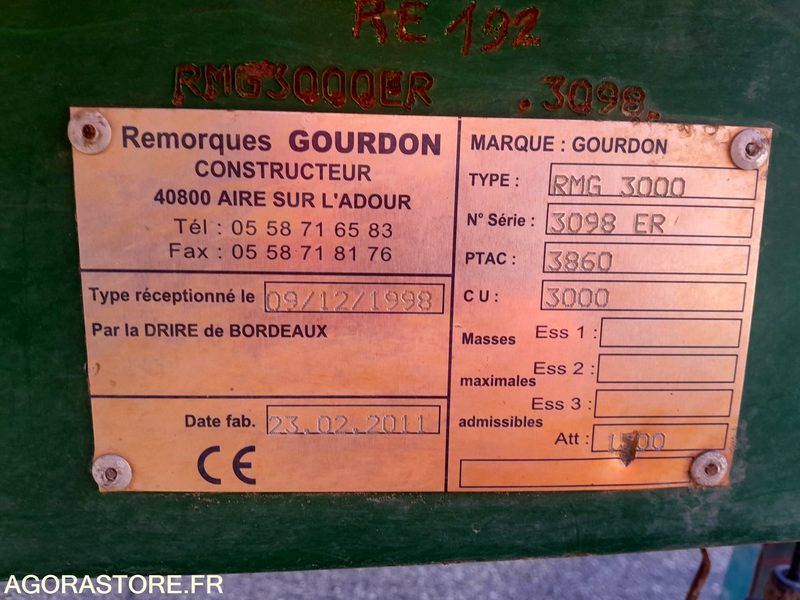 RE 192
RMG3000ER .3098.
Remorques GOURDON
CONSTRUCTEUR
40800 AIRE SUR L'ADOUR
Tél : 05 58 71 65 83
Fax : 05 58 71 81 76
Type réceptionné le 09/12/1998
Par la DRIRE de BORDEAUX
Date fab. 23.02.2011
CE
MARQUE : GOURDON
TYPE : RMG 3000
N° Série : 3098 ER
PTAC : 3860
C U : 3000
Masses maximales admissibles
Ess 1 :
Ess 2 :
Ess 3 :
Att : 1500
AGORASTORE.FR